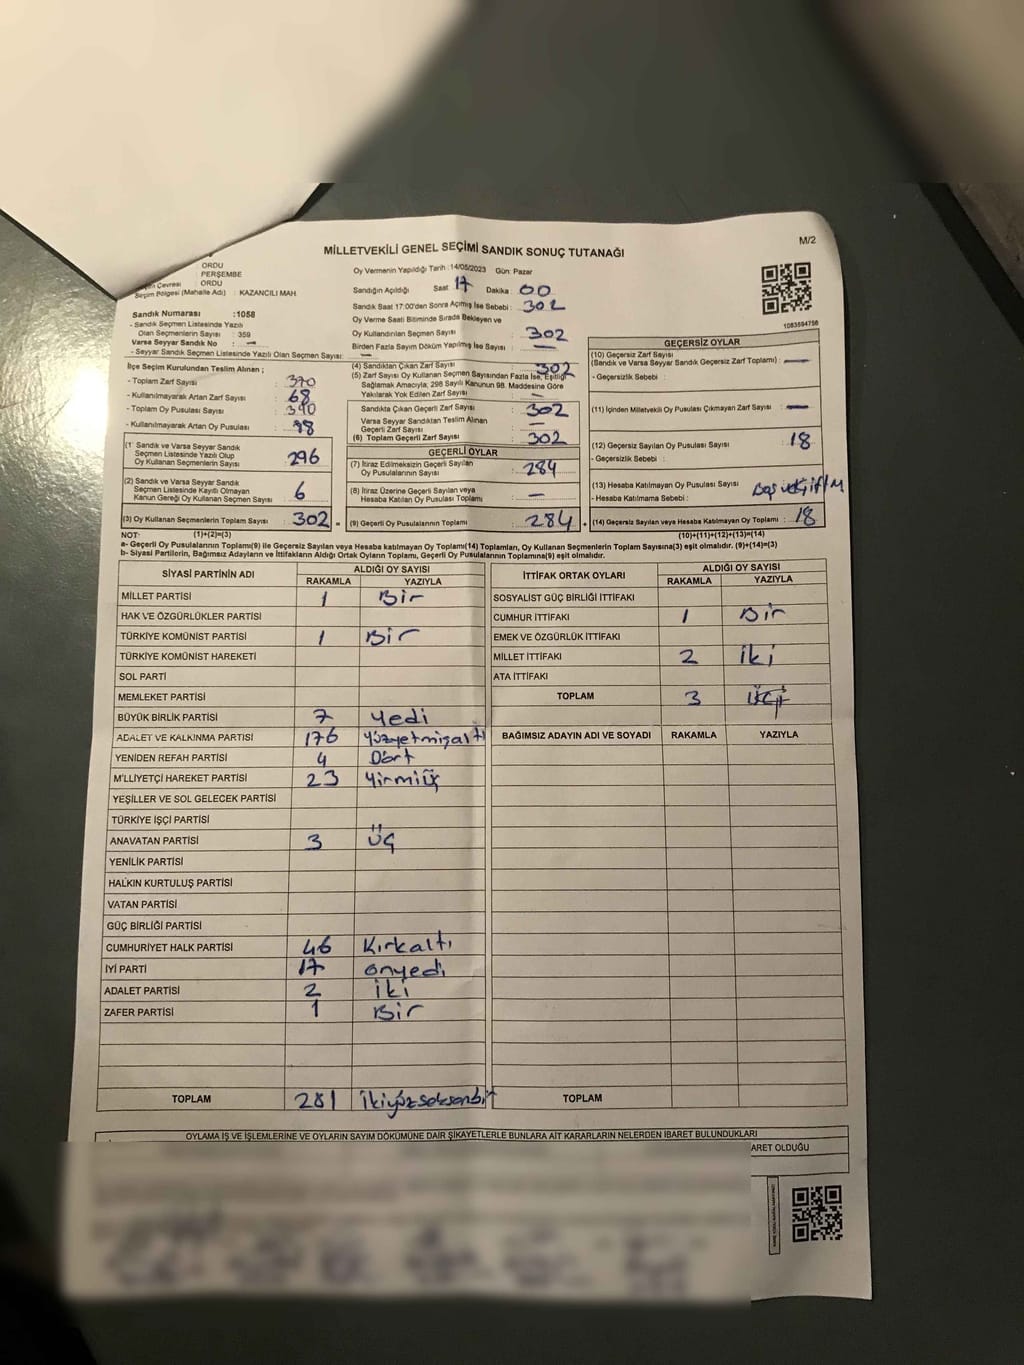 M/2
MİLLETVEKİLİ GENEL SEÇİMİ SANDIK SONUÇ TUTANAĞI
ORDU
PERŞEMBE
Çevresi : ORDU
Seçim Bölgesi (Mahalle Adı) : KAZANCILI MAH.
Sandık Numarası :1058
- Sandık Seçmen Listesinde Yazılı
Olan Seçmenlerin Sayısı : 359
Varsa Seyyar Sandık No : —
- Seyyar Sandık Seçmen Listesinde Yazılı Olan Seçmen Sayısı: —
İlçe Seçim Kurulundan Teslim Alınan ;
- Toplam Zarf Sayısı : 370
- Kullanılmayarak Artan Zarf Sayısı : 68
- Toplam Oy Pusulası Sayısı :
- Kullanılmayarak Artan Oy Pusulası :
(1) Sandık ve Varsa Seyyar Sandık
Seçmen Listesinde Yazılı Olup
Oy Kullanan Seçmenlerin Sayısı : 296
(2) Sandık ve Varsa Seyyar Sandık
Seçmen Listesinde Kayıtlı Olmayan
Kanun Gereği Oy Kullanan Seçmen Sayısı : 6
(3) Oy Kullanan Seçmenlerin Toplam Sayısı : 302 =
(1)+(2)=(3)
Oy Vermenin Yapıldığı Tarih : 14/05/2023 Gün: Pazar
Sandığın Açıldığı Saat : 17 Dakika : 00
Sandık Saat 17:00'den Sonra Açılmış İse Sebebi : 302
Oy Verme Saati Bitiminde Sırada Bekleyen ve
Oy Kullandırılan Seçmen Sayısı : 302
Birden Fazla Sayım Döküm Yapılmış İse Sayısı : —
(4) Sandıktan Çıkan Zarf Sayısı : 302
(5) Zarf Sayısı Oy Kullanan Seçmen Sayısından Fazla İse, Eşitliği
Sağlamak Amacıyla, 298 Sayılı Kanunun 98. Maddesine Göre
Yakılarak Yok Edilen Zarf Sayısı : —
Sandıkta Çıkan Geçerli Zarf Sayısı : 302
Varsa Seyyar Sandıktan Teslim Alınan
Geçerli Zarf Sayısı : —
(6) Toplam Geçerli Zarf Sayısı : 302
GEÇERLİ OYLAR
(7) İtiraz Edilmeksizin Geçerli Sayılan
Oy Pusulalarının Sayısı : 284
(8) İtiraz Üzerine Geçerli Sayılan veya
Hesaba Katılan Oy Pusulası Toplamı : —
(9) Geçerli Oy Pusulalarının Toplamı : 284 +
1083594756
GEÇERSİZ OYLAR
(10) Geçersiz Zarf Sayısı
(Sandık ve Varsa Seyyar Sandık Geçersiz Zarf Toplamı) : —
- Geçersizlik Sebebi :
(11) İçinden Milletvekili Oy Pusulası Çıkmayan Zarf Sayısı : —
(12) Geçersiz Sayılan Oy Pusulası Sayısı : 18
- Geçersizlik Sebebi :
(13) Hesaba Katılmayan Oy Pusulası Sayısı
- Hesaba Katılmama Sebebi :
(14) Geçersiz Sayılan veya Hesaba Katılmayan Oy Toplamı : 18
(10)+(11)+(12)+(13)=(14)
NOT:
a- Geçerli Oy Pusulalarının Toplamı(9) ile Geçersiz Sayılan veya Hesaba katılmayan Oy Toplamı(14) Toplamları, Oy Kullanan Seçmenlerin Toplam Sayısına(3) eşit olmalıdır. (9)+(14)=(3)
b- Siyasi Partilerin, Bağımsız Adayların ve İttifakların Aldığı Ortak Oyların Toplamı, Geçerli Oy Pusulalarının Toplamına(9) eşit olmalıdır.
SİYASİ PARTİNİN ADI ALDIĞI OY SAYISI
RAKAMLA YAZIYLA
MİLLET PARTİSİ 1 Bir
HAK VE ÖZGÜRLÜKLER PARTİSİ
TÜRKİYE KOMÜNİST PARTİSİ 1 Bir
TÜRKİYE KOMÜNİST HAREKETİ
SOL PARTİ
MEMLEKET PARTİSİ
BÜYÜK BİRLİK PARTİSİ 7 Yedi
ADALET VE KALKINMA PARTİSİ 176 Yüzyetmişaltı
YENİDEN REFAH PARTİSİ 4 Dört
MİLLİYETÇİ HAREKET PARTİSİ 23 Yirmiüç
YEŞİLLER VE SOL GELECEK PARTİSİ
TÜRKİYE İŞÇİ PARTİSİ
ANAVATAN PARTİSİ 3 Üç
YENİLİK PARTİSİ
HALKIN KURTULUŞ PARTİSİ
VATAN PARTİSİ
GÜÇ BİRLİĞİ PARTİSİ
CUMHURİYET HALK PARTİSİ 46 Kırkaltı
İYİ PARTİ 17 onyedi
ADALET PARTİSİ 2 iki
ZAFER PARTİSİ 1 Bir
TOPLAM 281 İkiyüzseksenbir
İTTİFAK ORTAK OYLARI ALDIĞI OY SAYISI
RAKAMLA YAZIYLA
SOSYALİST GÜÇ BİRLİĞİ İTTİFAKI
CUMHUR İTTİFAKI 1 Bir
EMEK VE ÖZGÜRLÜK İTTİFAKI
MİLLET İTTİFAKI 2 iki
ATA İTTİFAKI
TOPLAM 3
BAĞIMSIZ ADAYIN ADI VE SOYADI RAKAMLA YAZIYLA
TOPLAM
OYLAMA İŞ VE İŞLEMLERİNE VE OYLARIN SAYIM DÖKÜMÜNE DAİR ŞİKAYETLERLE BUNLARA AİT KARARLARIN NELERDEN İBARET BULUNDUKLARI
ARET OLDUĞU